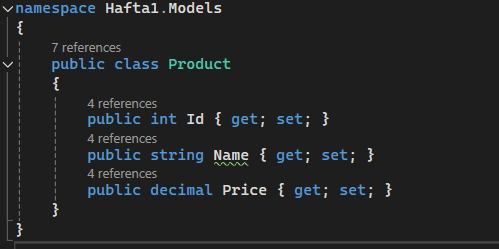 namespace Hafta1.Models
{
7 references
public class Product
{
4 references
public int Id { get; set; }
4 references
public string Name { get; set; }
4 references
public decimal Price { get; set; }
}
}